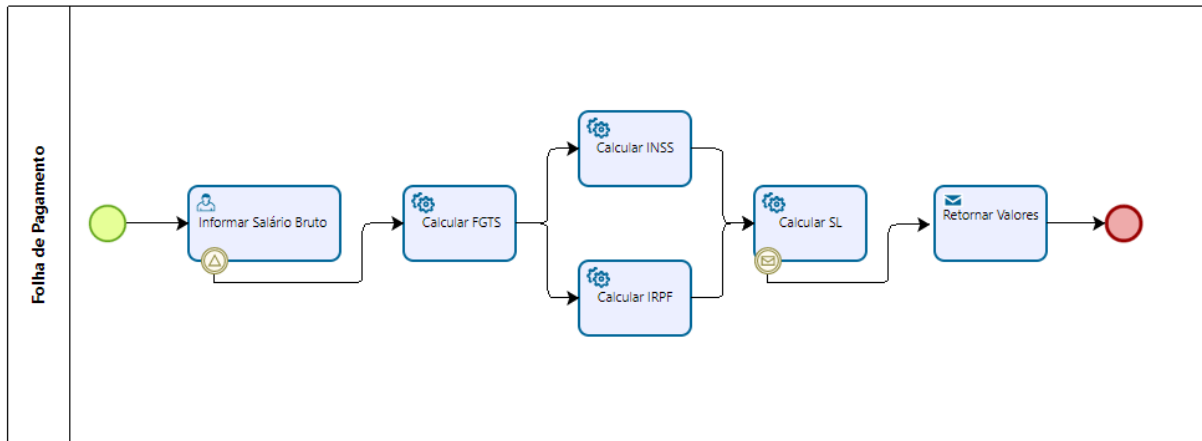 Folha de Pagamento
Informar Salário Bruto
Calcular FGTS
Calcular INSS
Calcular IRPF
Calcular SL
Retornar Valores